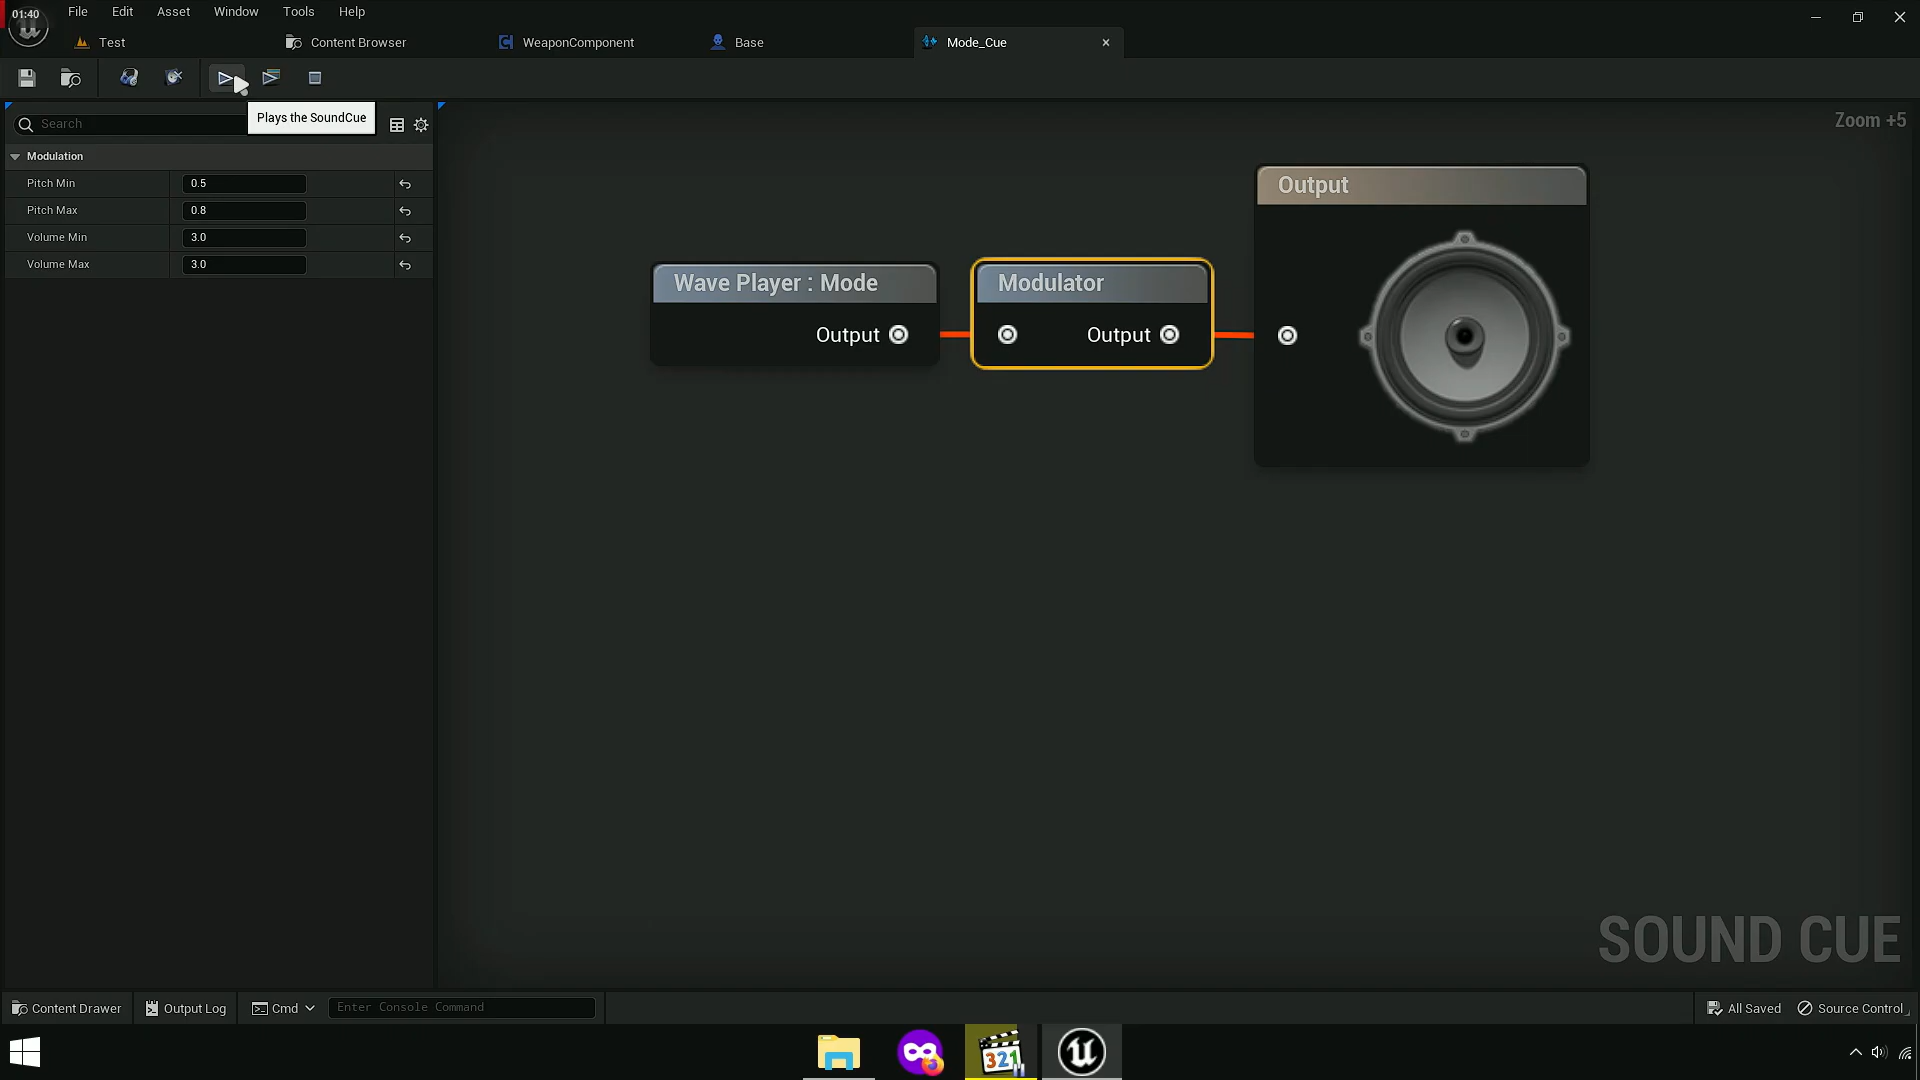 01:40
File Edit Asset Window Tools Help
Test Content Browser WeaponComponent Base Mode_Cue
Plays the SoundCue
Search
Zoom +5
Modulation
Pitch Min 0.5
Pitch Max 0.8
Volume Min 3.0
Volume Max 3.0
Output
Wave Player : Mode
Output
Modulator
Output
SOUND CUE
Content Drawer Output Log Cmd Enter Console Command All Saved Source Control
321